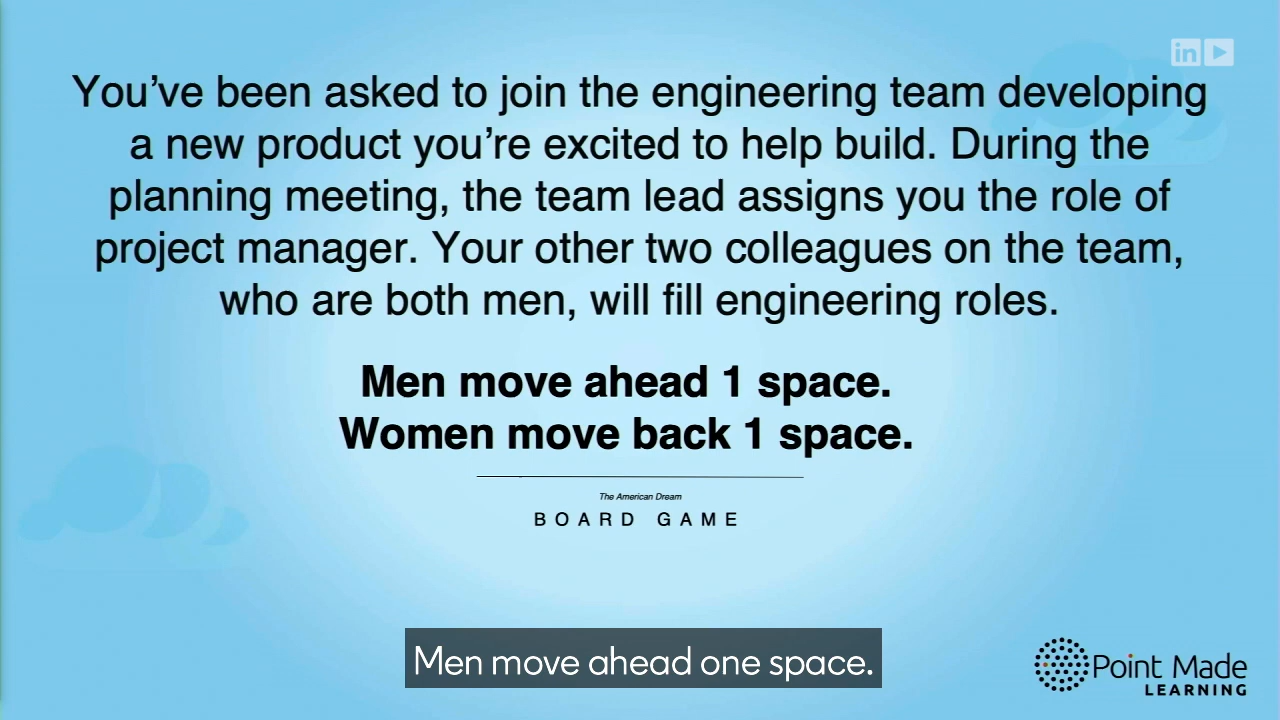 in
You’ve been asked to join the engineering team developing
a new product you’re excited to help build. During the
planning meeting, the team lead assigns you the role of
project manager. Your other two colleagues on the team,
who are both men, will fill engineering roles.
Men move ahead 1 space.
Women move back 1 space.
The American Dream
BOARD GAME
Men move ahead one space.
Point Made
LEARNING